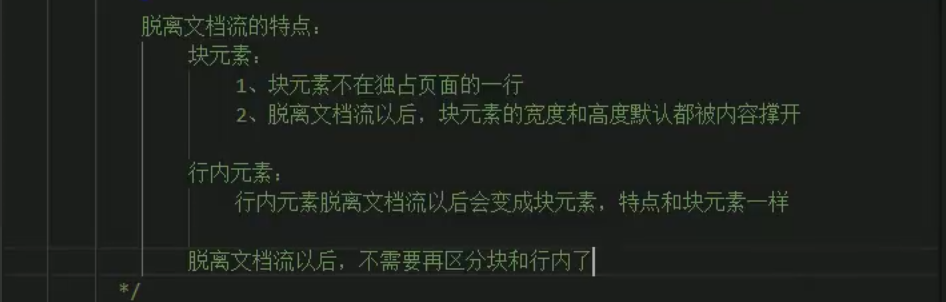 脱离文档流的特点：
块元素：
1、块元素不在独占页面的一行
2、脱离文档流以后，块元素的宽度和高度默认都被内容撑开
行内元素：
行内元素脱离文档流以后会变成块元素，特点和块元素一样
脱离文档流以后，不需要再区分块和行内了
*/